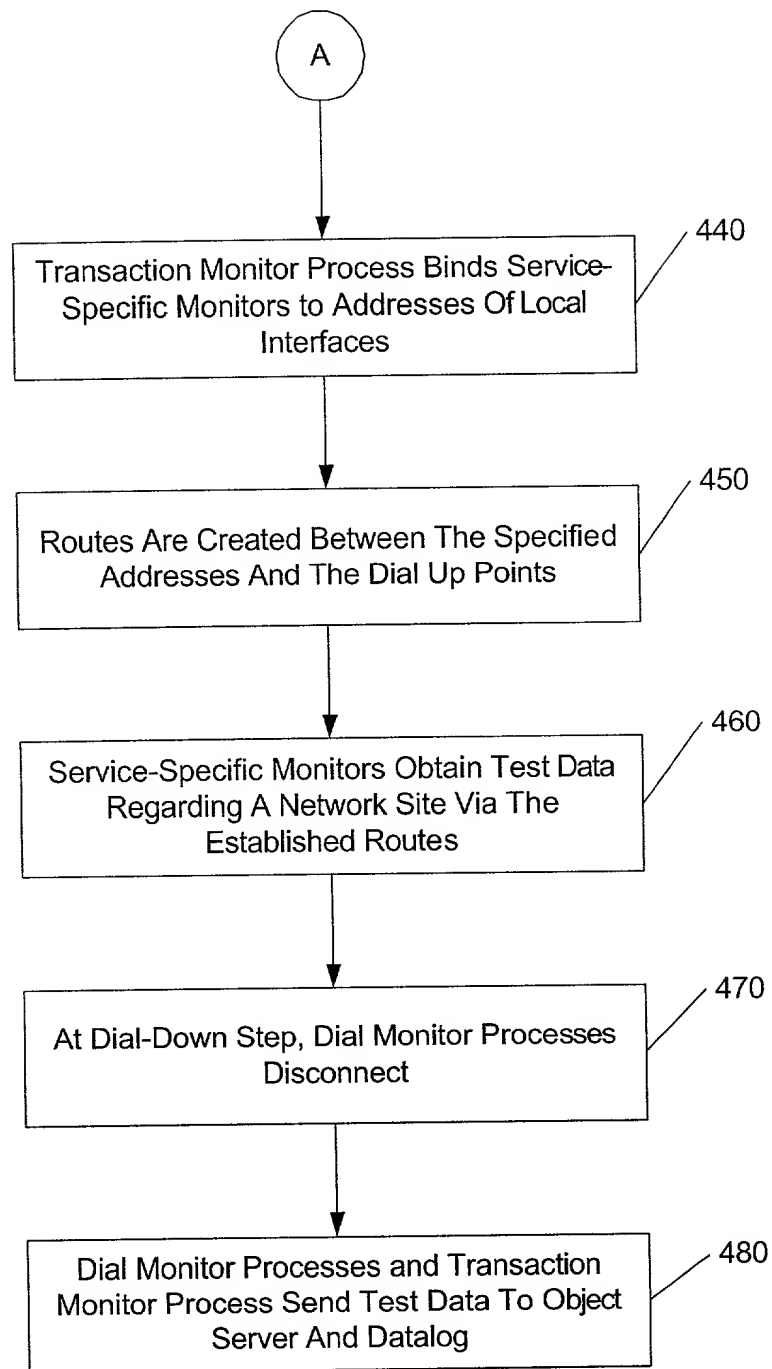 A
440
Transaction Monitor Process Binds Service-
Specific Monitors to Addresses Of Local
Interfaces
450
Routes Are Created Between The Specified
Addresses And The Dial Up Points
460
Service-Specific Monitors Obtain Test Data
Regarding A Network Site Via The
Established Routes
470
At Dial-Down Step, Dial Monitor Processes
Disconnect
480
Dial Monitor Processes and Transaction
Monitor Process Send Test Data To Object
Server And Datalog